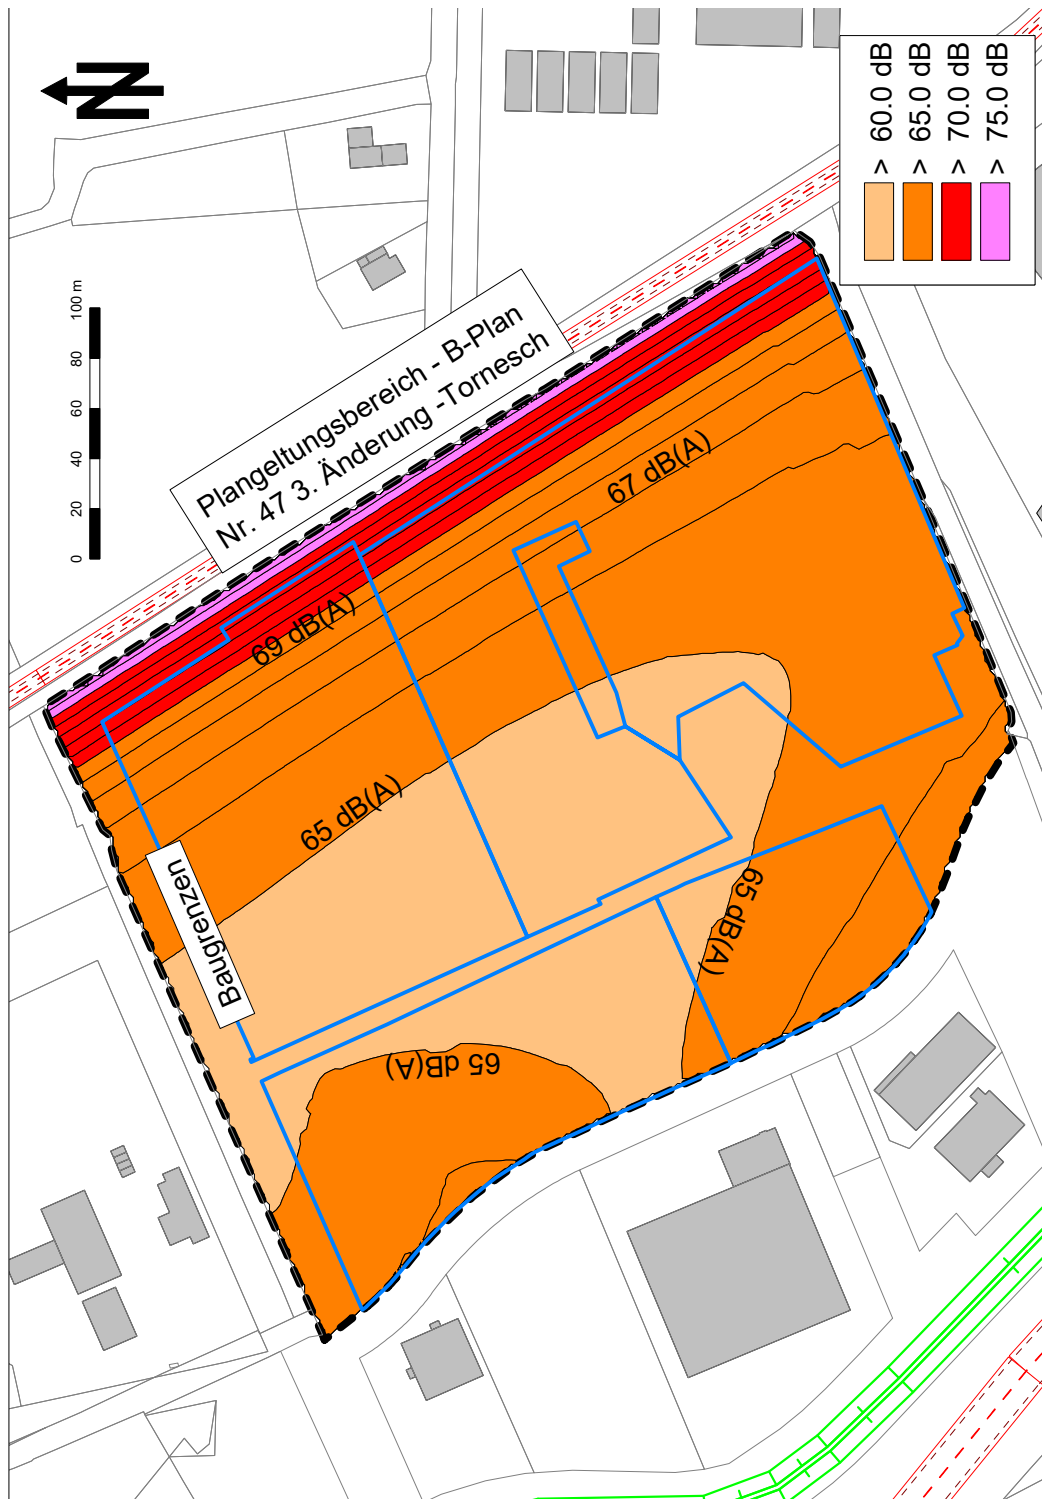 N
> 60.0 dB
> 65.0 dB
> 70.0 dB
> 75.0 dB
0 20 40 60 80 100 m
Plangeltungsbereich - B-Plan
Nr. 47 3. Änderung -Tornesch
69 dB(A)
67 dB(A)
65 dB(A)
Baugrenzen
65 dB(A)
65 dB(A)